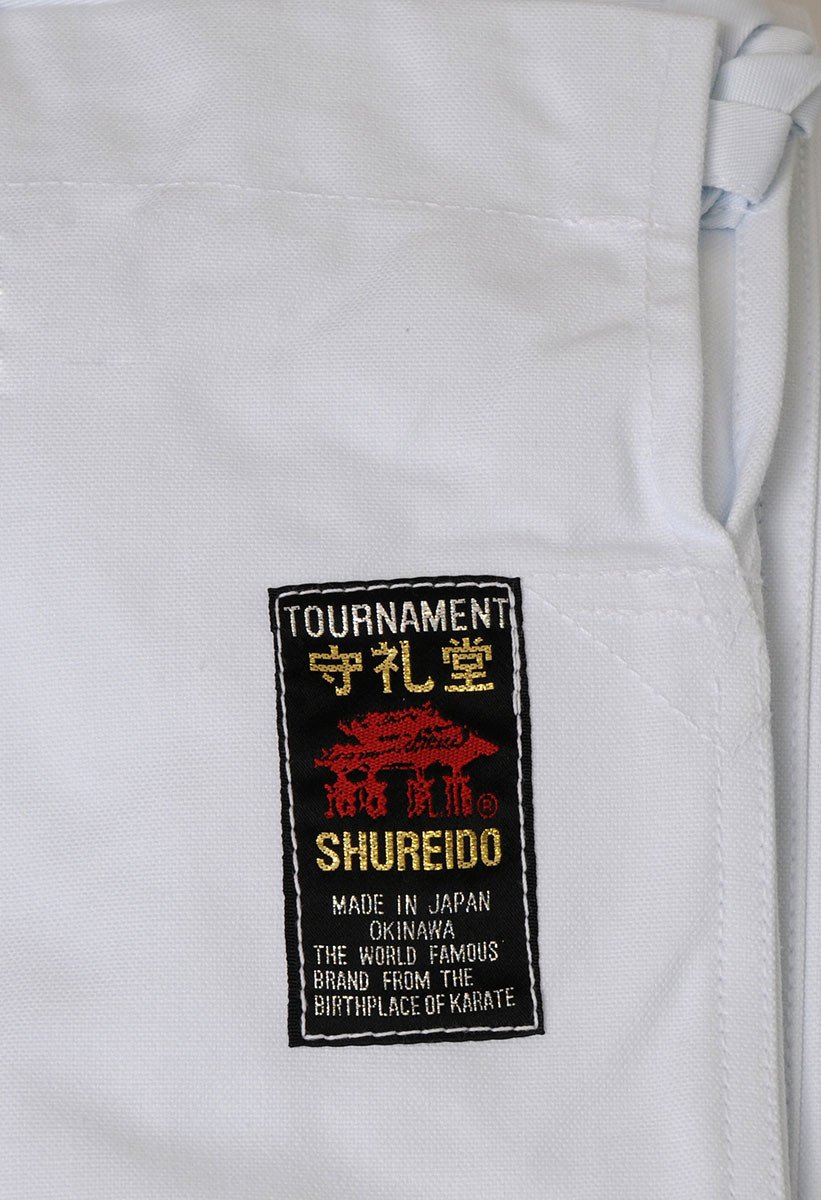 TOURNAMENT
守礼堂
®
SHUREIDO
MADE IN JAPAN
OKINAWA
THE WORLD FAMOUS
BRAND FROM THE
BIRTHPLACE OF KARATE